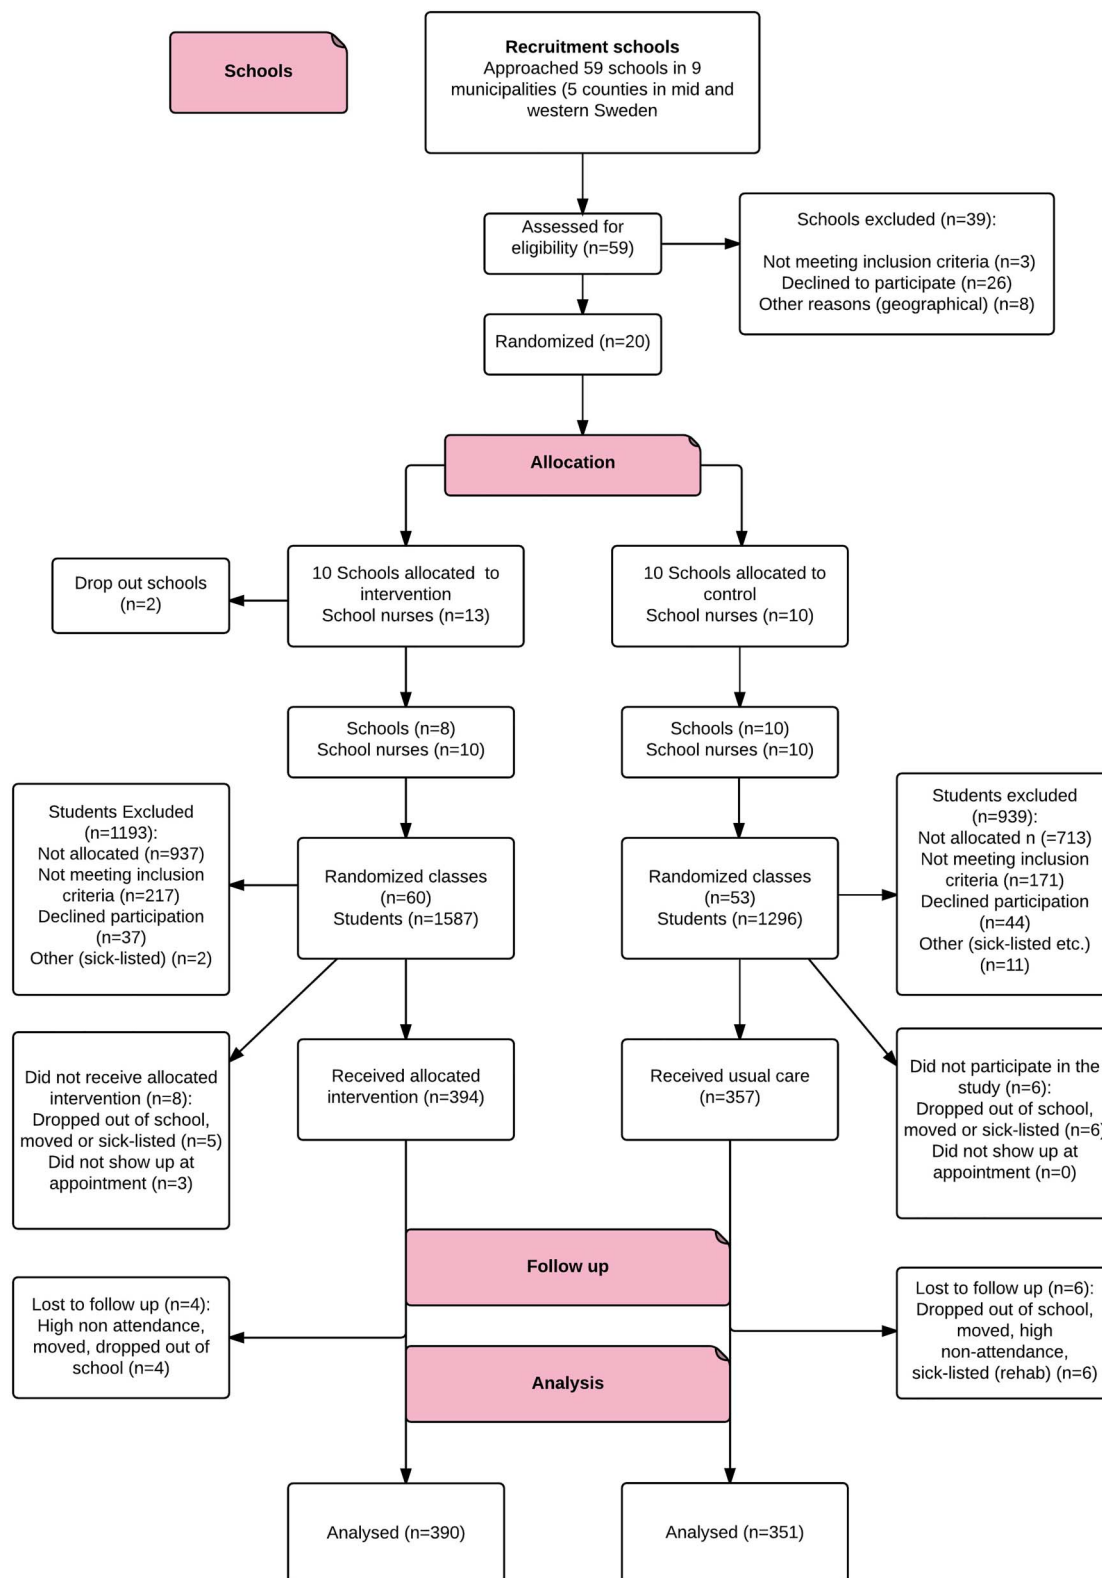 Schools
Recruitment schools
Approached 59 schools in 9
municipalities (5 counties in mid and
western Sweden
Assessed for
eligibility (n=59)
Schools excluded (n=39):
Not meeting inclusion criteria (n=3)
Declined to participate (n=26)
Other reasons (geographical) (n=8)
Randomized (n=20)
Allocation
Drop out schools
(n=2)
10 Schools allocated  to
intervention
School nurses (n=13)
10 Schools allocated to
control
School nurses (n=10)
Schools (n=8)
School nurses (n=10)
Schools (n=10)
School nurses (n=10)
Students Excluded
(n=1193):
Not allocated (n=937)
Not meeting inclusion
criteria (n=217)
Declined participation
(n=37)
Other (sick-listed) (n=2)
Randomized classes
(n=60)
Students (n=1587)
Randomized classes
(n=53)
Students (n=1296)
Students excluded
(n=939):
Not allocated n (=713)
Not meeting inclusion
criteria (n=171)
Declined participation
(n=44)
Other (sick-listed etc.)
(n=11)
Did not receive allocated
intervention (n=8):
Dropped out of school,
moved or sick-listed (n=5)
Did not show up at
appointment (n=3)
Received allocated
intervention (n=394)
Received usual care
(n=357)
Did not participate in the
study (n=6):
Dropped out of school,
moved or sick-listed (n=6)
Did not show up at
appointment (n=0)
Follow up
Lost to follow up (n=4):
High non attendance,
moved, dropped out of
school (n=4)
Lost to follow up (n=6):
Dropped out of school,
moved, high
non-attendance,
sick-listed (rehab) (n=6)
Analysis
Analysed (n=390)
Analysed (n=351)